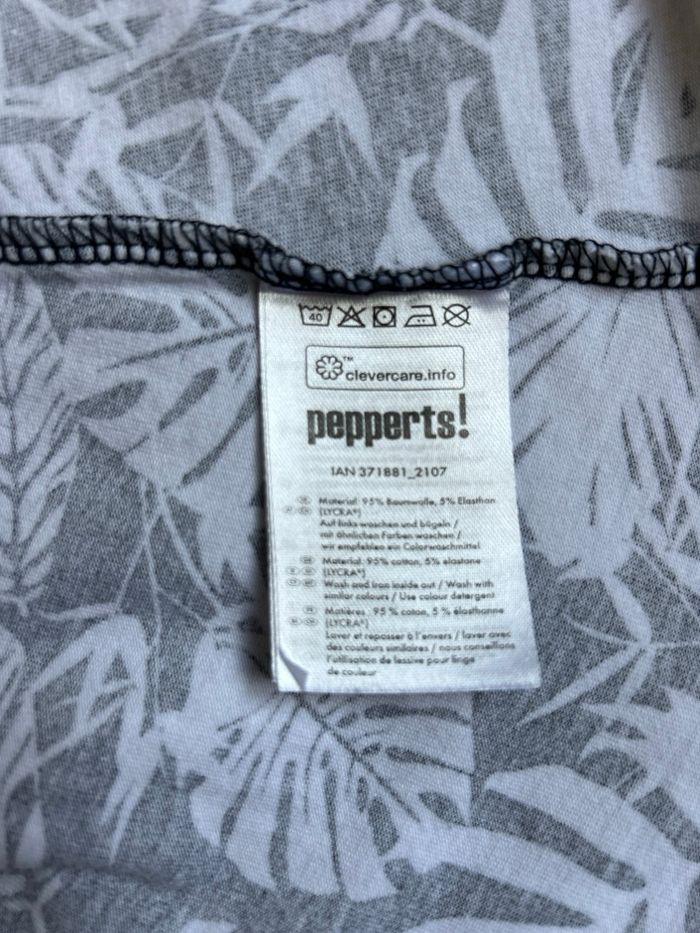 40
™
clevercare.info
pepperts!
IAN 371881_2107
DE Material: 95% Baumwolle, 5% Elasthan
(LYCRA®)
Auf links waschen und bügeln /
mit ähnlichen Farben waschen /
wir empfehlen ein Colorwaschmittel
Material: 95% cotton, 5% elastane
(LYCRA®)
Wash and iron inside out / Wash with
similar colours / Use colour detergent
Matières: 95 % coton, 5 % élasthanne
(LYCRA®)
Laver et repasser à l'envers / laver avec
des couleurs similaires / nous conseillons
l'utilisation de lessive pour linge
de couleur